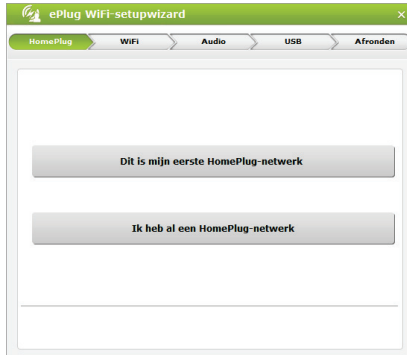 ePlug WiFi-setupwizard
HomePlug WiFi Audio USB Afronden
Dit is mijn eerste HomePlug-netwerk
Ik heb al een HomePlug-netwerk